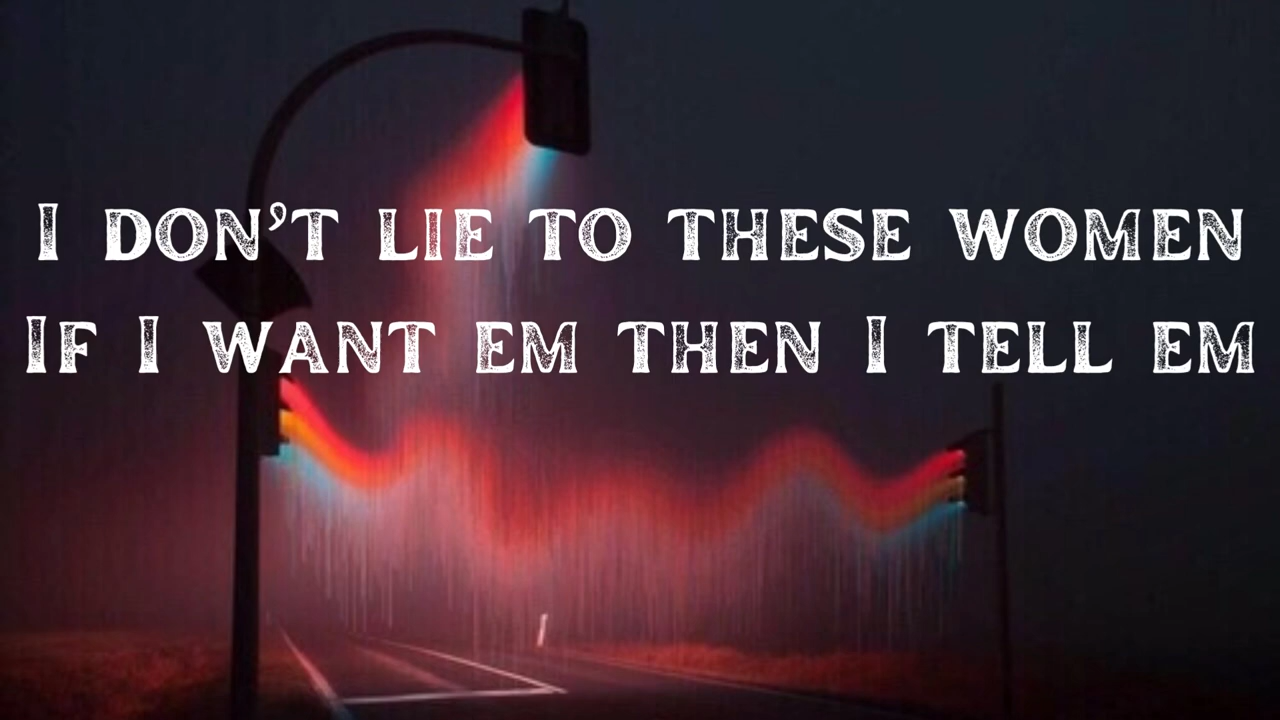 I DON'T LIE TO THESE WOMEN
IF I WANT EM THEN I TELL EM